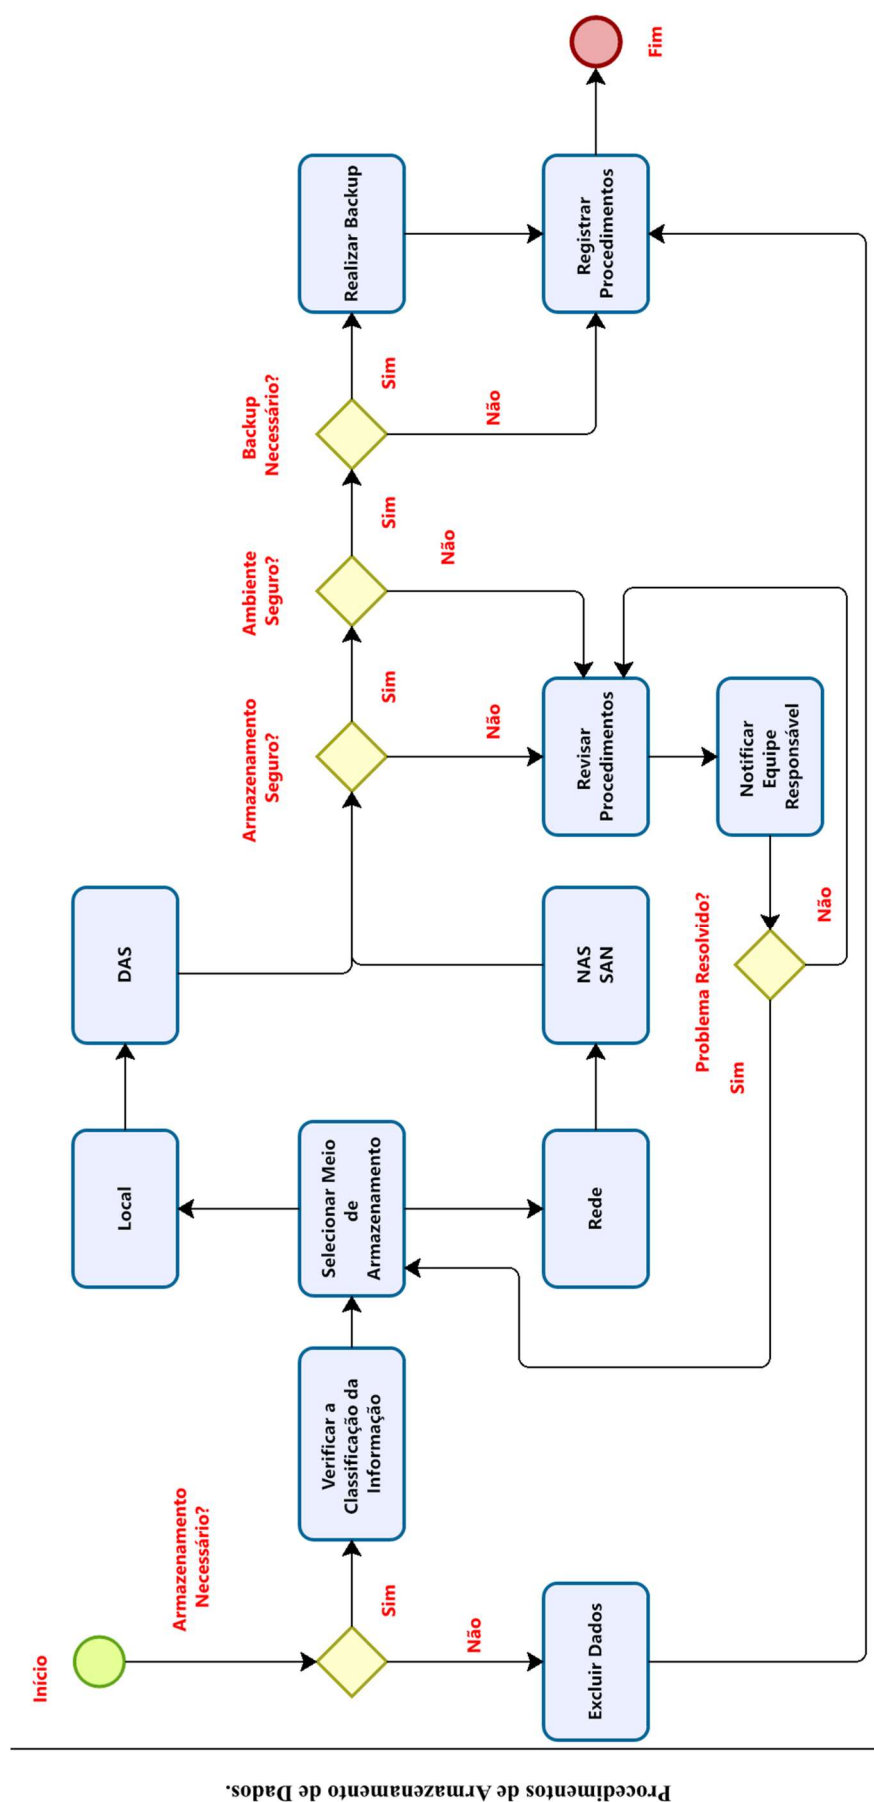 Início
Armazenamento
Necessário?
Sim
Não
Excluir Dados
Verificar a
Classificação da
Informação
Selecionar Meio
de
Armazenamento
Local
DAS
Rede
NAS
SAN
Armazenamento
Seguro?
Sim
Não
Ambiente
Seguro?
Sim
Não
Revisar
Procedimentos
Notificar
Equipe
Responsável
Problema Resolvido?
Sim
Não
Backup
Necessário?
Sim
Não
Realizar Backup
Registrar
Procedimentos
Fim
Procedimentos de Armazenamento de Dados.